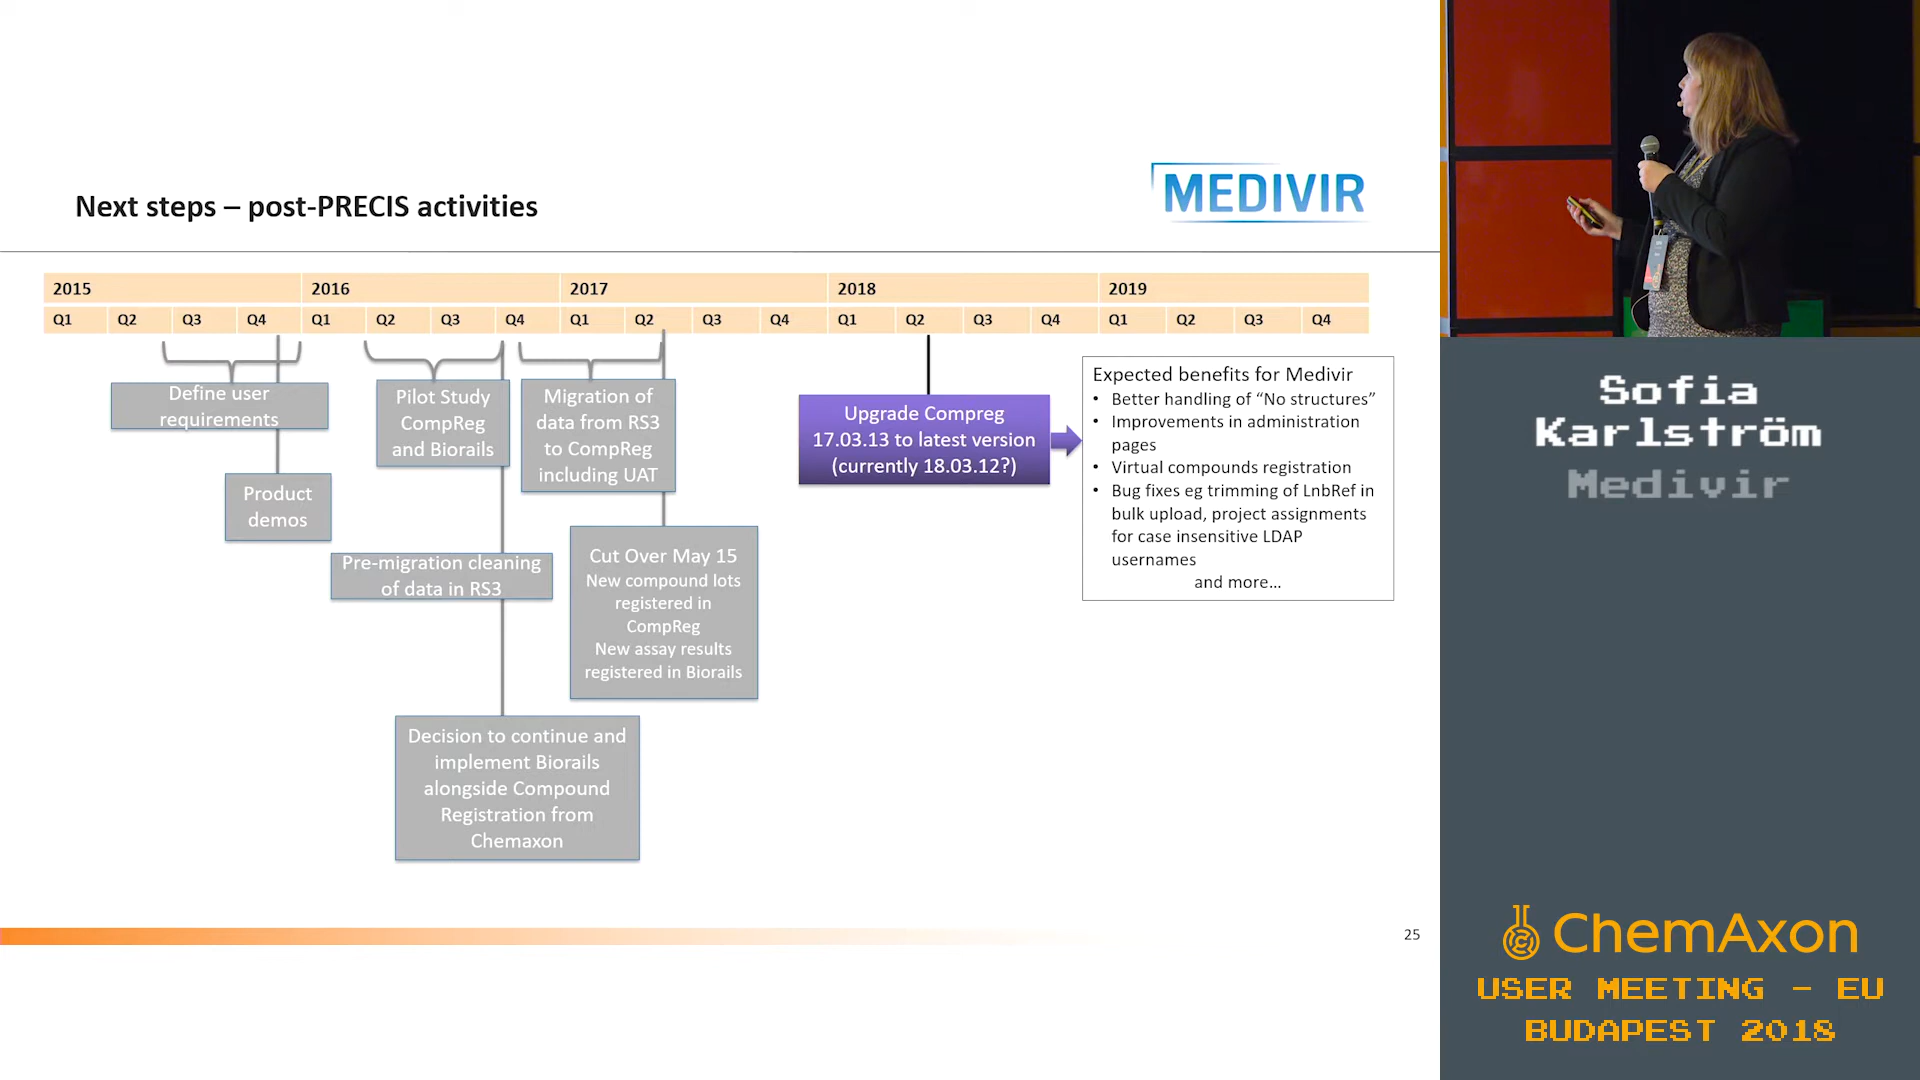 Next steps – post-PRECIS activities
MEDIVIR
2015 2016 2017 2018 2019
Q1 Q2 Q3 Q4 Q1 Q2 Q3 Q4 Q1 Q2 Q3 Q4 Q1 Q2 Q3 Q4 Q1 Q2 Q3 Q4
Define user
requirements
Product
demos
Pilot Study
CompReg
and Biorails
Pre-migration cleaning
of data in RS3
Decision to continue and
implement Biorails
alongside Compound
Registration from
Chemaxon
Migration of
data from RS3
to CompReg
including UAT
Cut Over May 15
New compound lots
registered in
CompReg
New assay results
registered in Biorails
Upgrade Compreg
17.03.13 to latest version
(currently 18.03.12?)
Expected benefits for Medivir
• Better handling of “No structures”
• Improvements in administration
pages
• Virtual compounds registration
• Bug fixes eg trimming of LnbRef in
bulk upload, project assignments
for case insensitive LDAP
usernames
and more...
25
Sofia
Karlström
Medivir
ChemAxon
USER MEETING - EU
BUDAPEST 2018